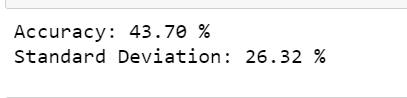 Accuracy: 43.70 %
Standard Deviation: 26.32 %